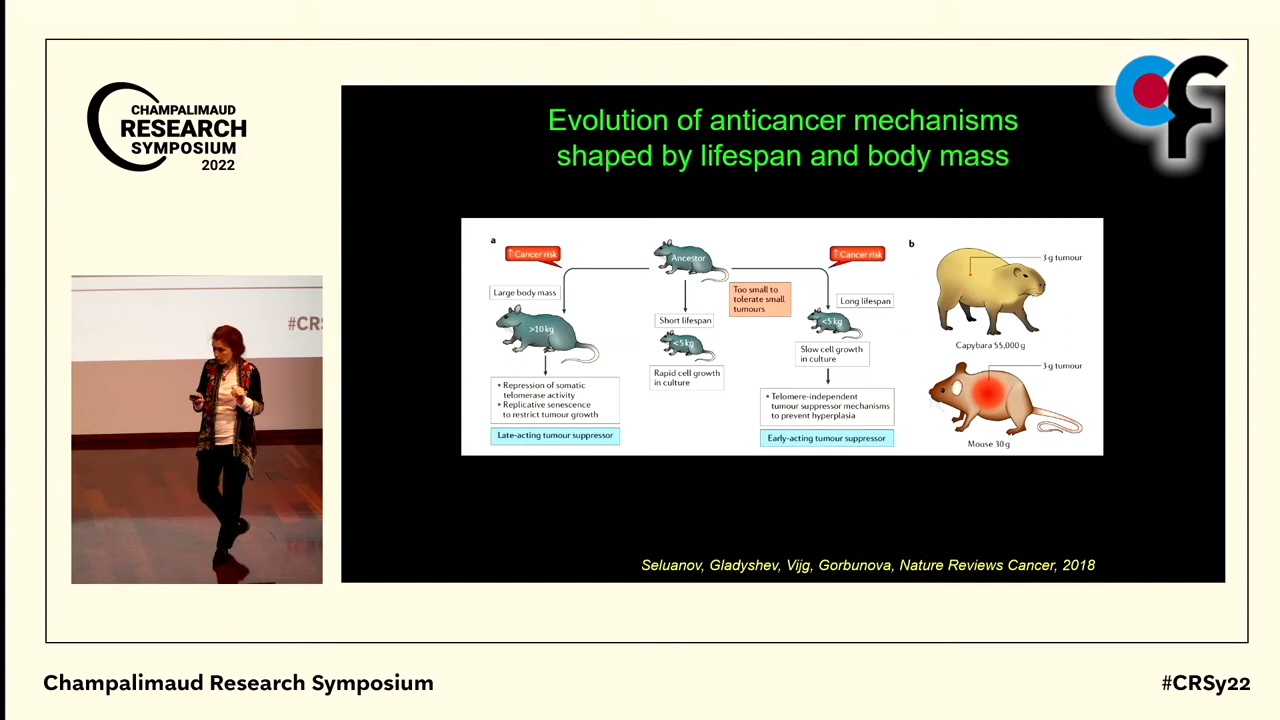 CHAMPALIMAUD
RESEARCH
SYMPOSIUM
2022
cf
Evolution of anticancer mechanisms
shaped by lifespan and body mass
a
↑ Cancer risk
Ancestor
↑ Cancer risk
b
3 g tumour
Large body mass
Too small to
tolerate small
tumours
Long lifespan
>10 kg
Short lifespan
<5 kg
<5 kg
Slow cell growth
in culture
Capybara 55,000 g
Rapid cell growth
in culture
3 g tumour
• Repression of somatic
telomerase activity
• Replicative senescence
to restrict tumour growth
• Telomere-independent
tumour suppressor mechanisms
to prevent hyperplasia
Late-acting tumour suppressor
Early-acting tumour suppressor
Mouse 30 g
#CRS
Seluanov, Gladyshev, Vijg, Gorbunova, Nature Reviews Cancer, 2018
Champalimaud Research Symposium
#CRSy22